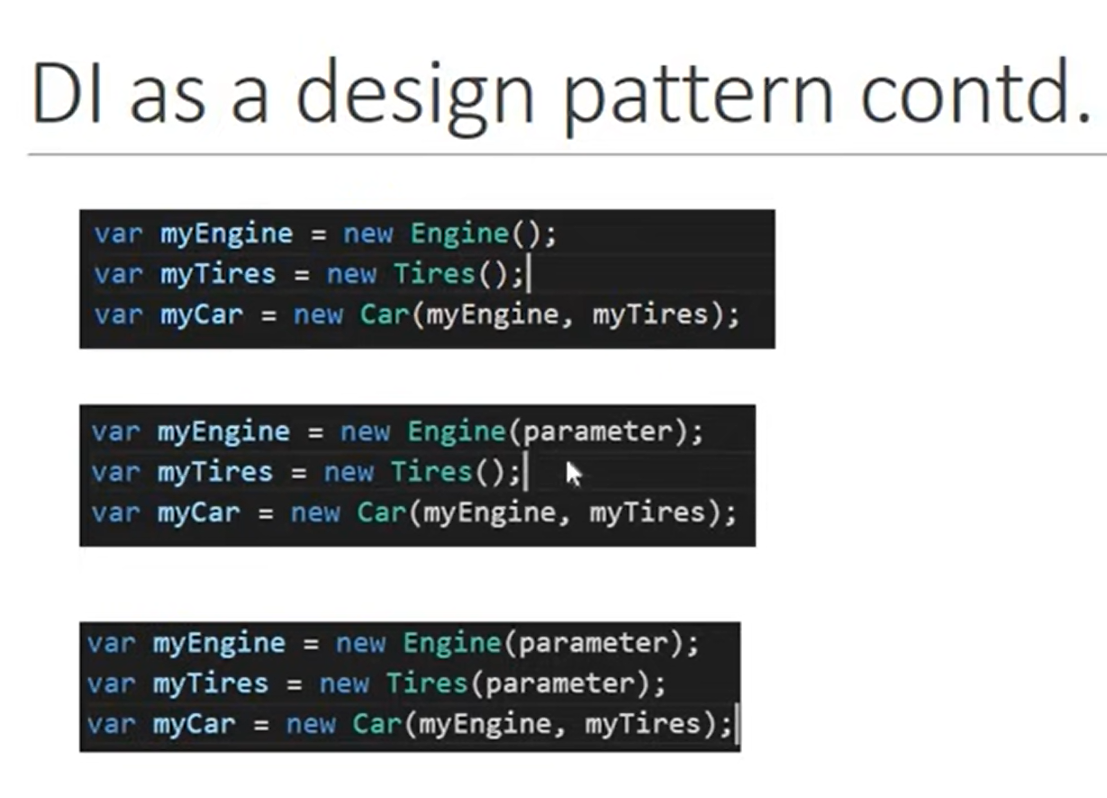 DI as a design pattern contd.
var myEngine = new Engine();
var myTires = new Tires();
var myCar = new Car(myEngine, myTires);
var myEngine = new Engine(parameter);
var myTires = new Tires();
var myCar = new Car(myEngine, myTires);
var myEngine = new Engine(parameter);
var myTires = new Tires(parameter);
var myCar = new Car(myEngine, myTires);